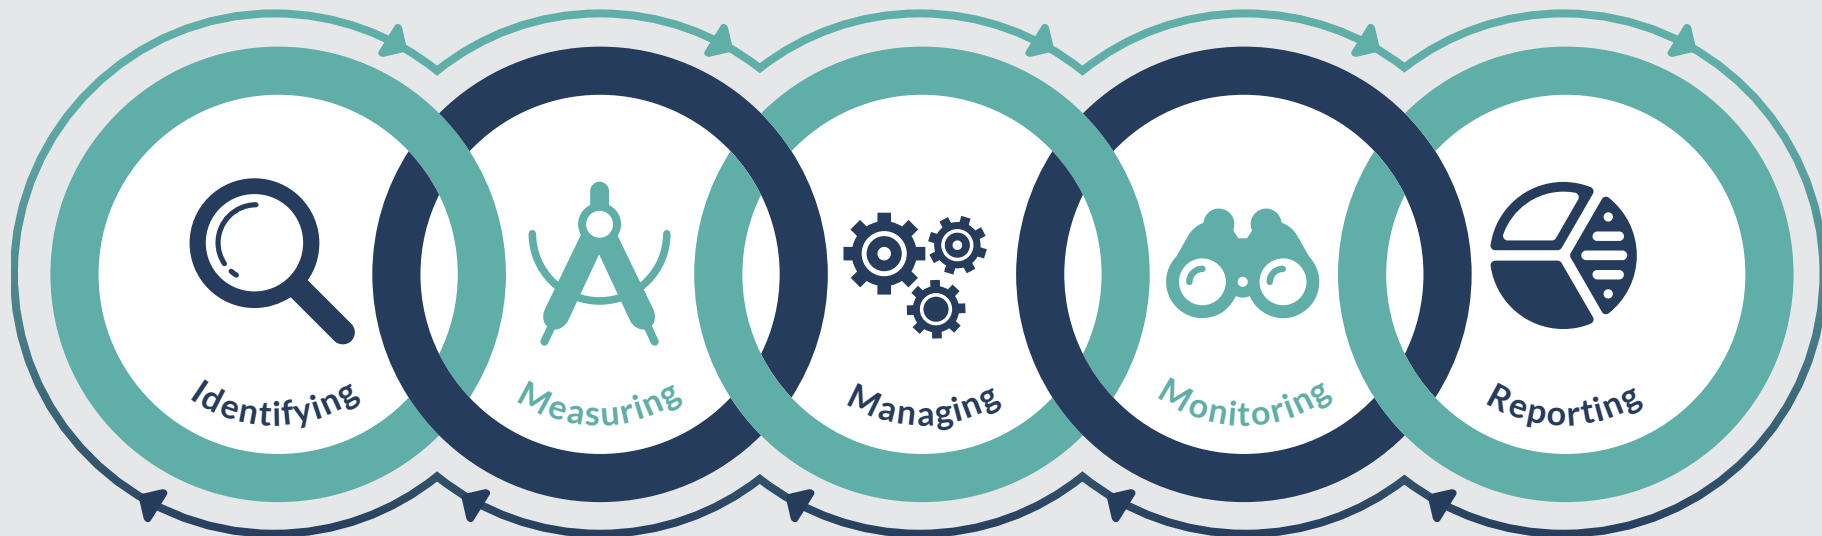 Identifying
Measuring
Managing
Monitoring
Reporting